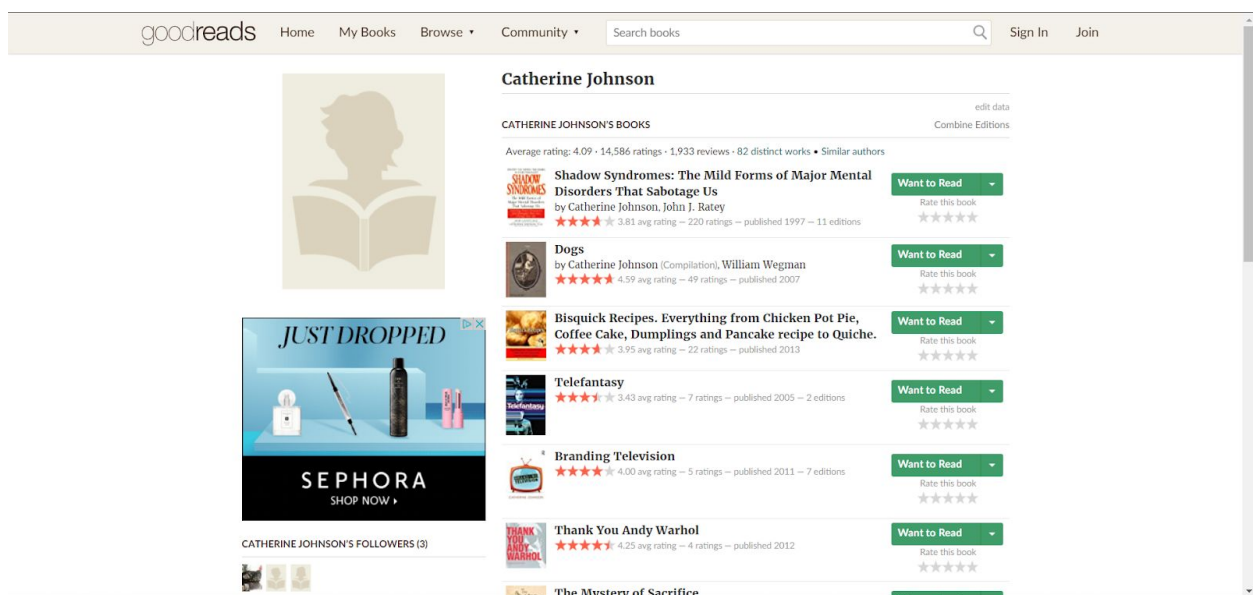 goodreads Home My Books Browse ▾ Community ▾ Search books Sign In Join
Catherine Johnson
edit data
CATHERINE JOHNSON'S BOOKS Combine Editions
Average rating: 4.09 · 14,586 ratings · 1,933 reviews · 82 distinct works • Similar authors
SHADOW SYNDROMES
Shadow Syndromes: The Mild Forms of Major Mental
Disorders That Sabotage Us
by Catherine Johnson, John J. Ratey
3.81 avg rating — 220 ratings — published 1997 — 11 editions
Want to Read
Rate this book
Dogs
by Catherine Johnson (Compilation), William Wegman
4.59 avg rating — 49 ratings — published 2007
Want to Read
Rate this book
Bisquick Recipes. Everything from Chicken Pot Pie,
Coffee Cake, Dumplings and Pancake recipe to Quiche.
3.95 avg rating — 22 ratings — published 2013
Want to Read
Rate this book
Telefantasy
Telefantasy
3.43 avg rating — 7 ratings — published 2005 — 2 editions
Want to Read
Rate this book
Branding Television
4.00 avg rating — 5 ratings — published 2011 — 7 editions
Want to Read
Rate this book
THANK
YOU
ANDY
WARHOL
Thank You Andy Warhol
4.25 avg rating — 4 ratings — published 2012
Want to Read
Rate this book
The Mystery of Sacrifice
JUST DROPPED
SEPHORA
SHOP NOW
CATHERINE JOHNSON'S FOLLOWERS (3)